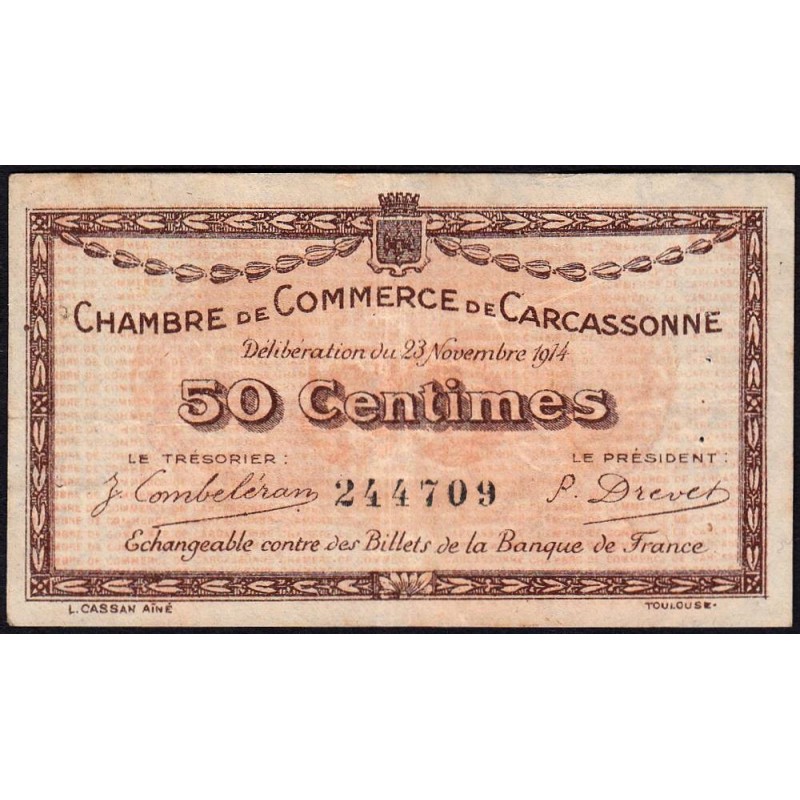 CHAMBRE DE COMMERCE DE CARCASSONNE
Délibération du 23 Novembre 1914
50 Centimes
LE TRÉSORIER :
LE PRÉSIDENT :
J. Combeléran
244709
P. Drevet
Echangeable contre des Billets de la Banque de France
L. CASSAN AÎNÉ
TOULOUSE.